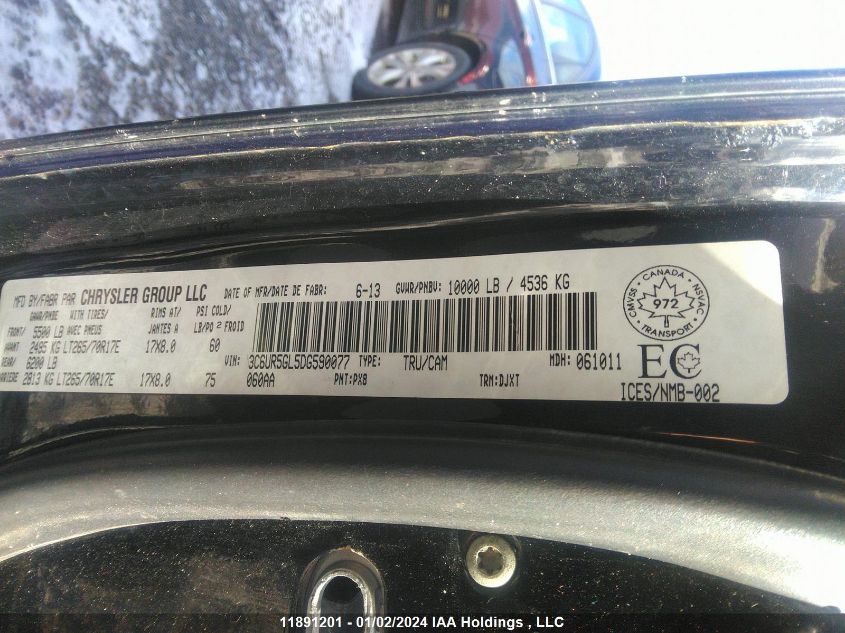 MFD BY/FABR PAR CHRYSLER GROUP LLC DATE OF MFR/DATE DE FABR: 6-13 GVWR/PNBV: 10000 LB / 4536 KG
GAWR/PNBE WITH TIRES/ RIMS AT/ PSI COLD/
FRONT/ 5500 LB AVEC PNEUS JANTES A LB/PO 2 FROID
AVANT 2495 KG LT265/70R17E 17X8.0 60
REAR/ 6200 LB
ARRIERE 2813 KG LT265/70R17E 17X8.0 75
VIN: 3C6UR5GL5DG590077 TYPE: TRU/CAM MDH: 061011
060AA PNT:PX8 TRN:DJXT
CANADA
CMVSS 972 NSVAC
TRANSPORT
EC
ICES/NMB-002
11891201 - 01/02/2024 IAA Holdings , LLC